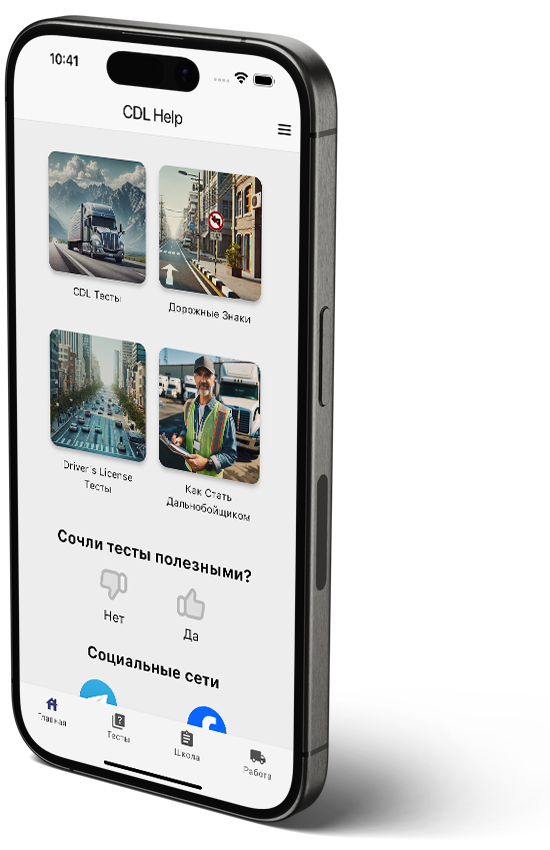 10:41
CDL Help
CDL Тесты
Дорожные Знаки
Driver's License
Тесты
Как Стать
Дальнобойщиком
Сочли тесты полезными?
Нет
Да
Социальные сети
Главная
Тесты
Школа
Работа